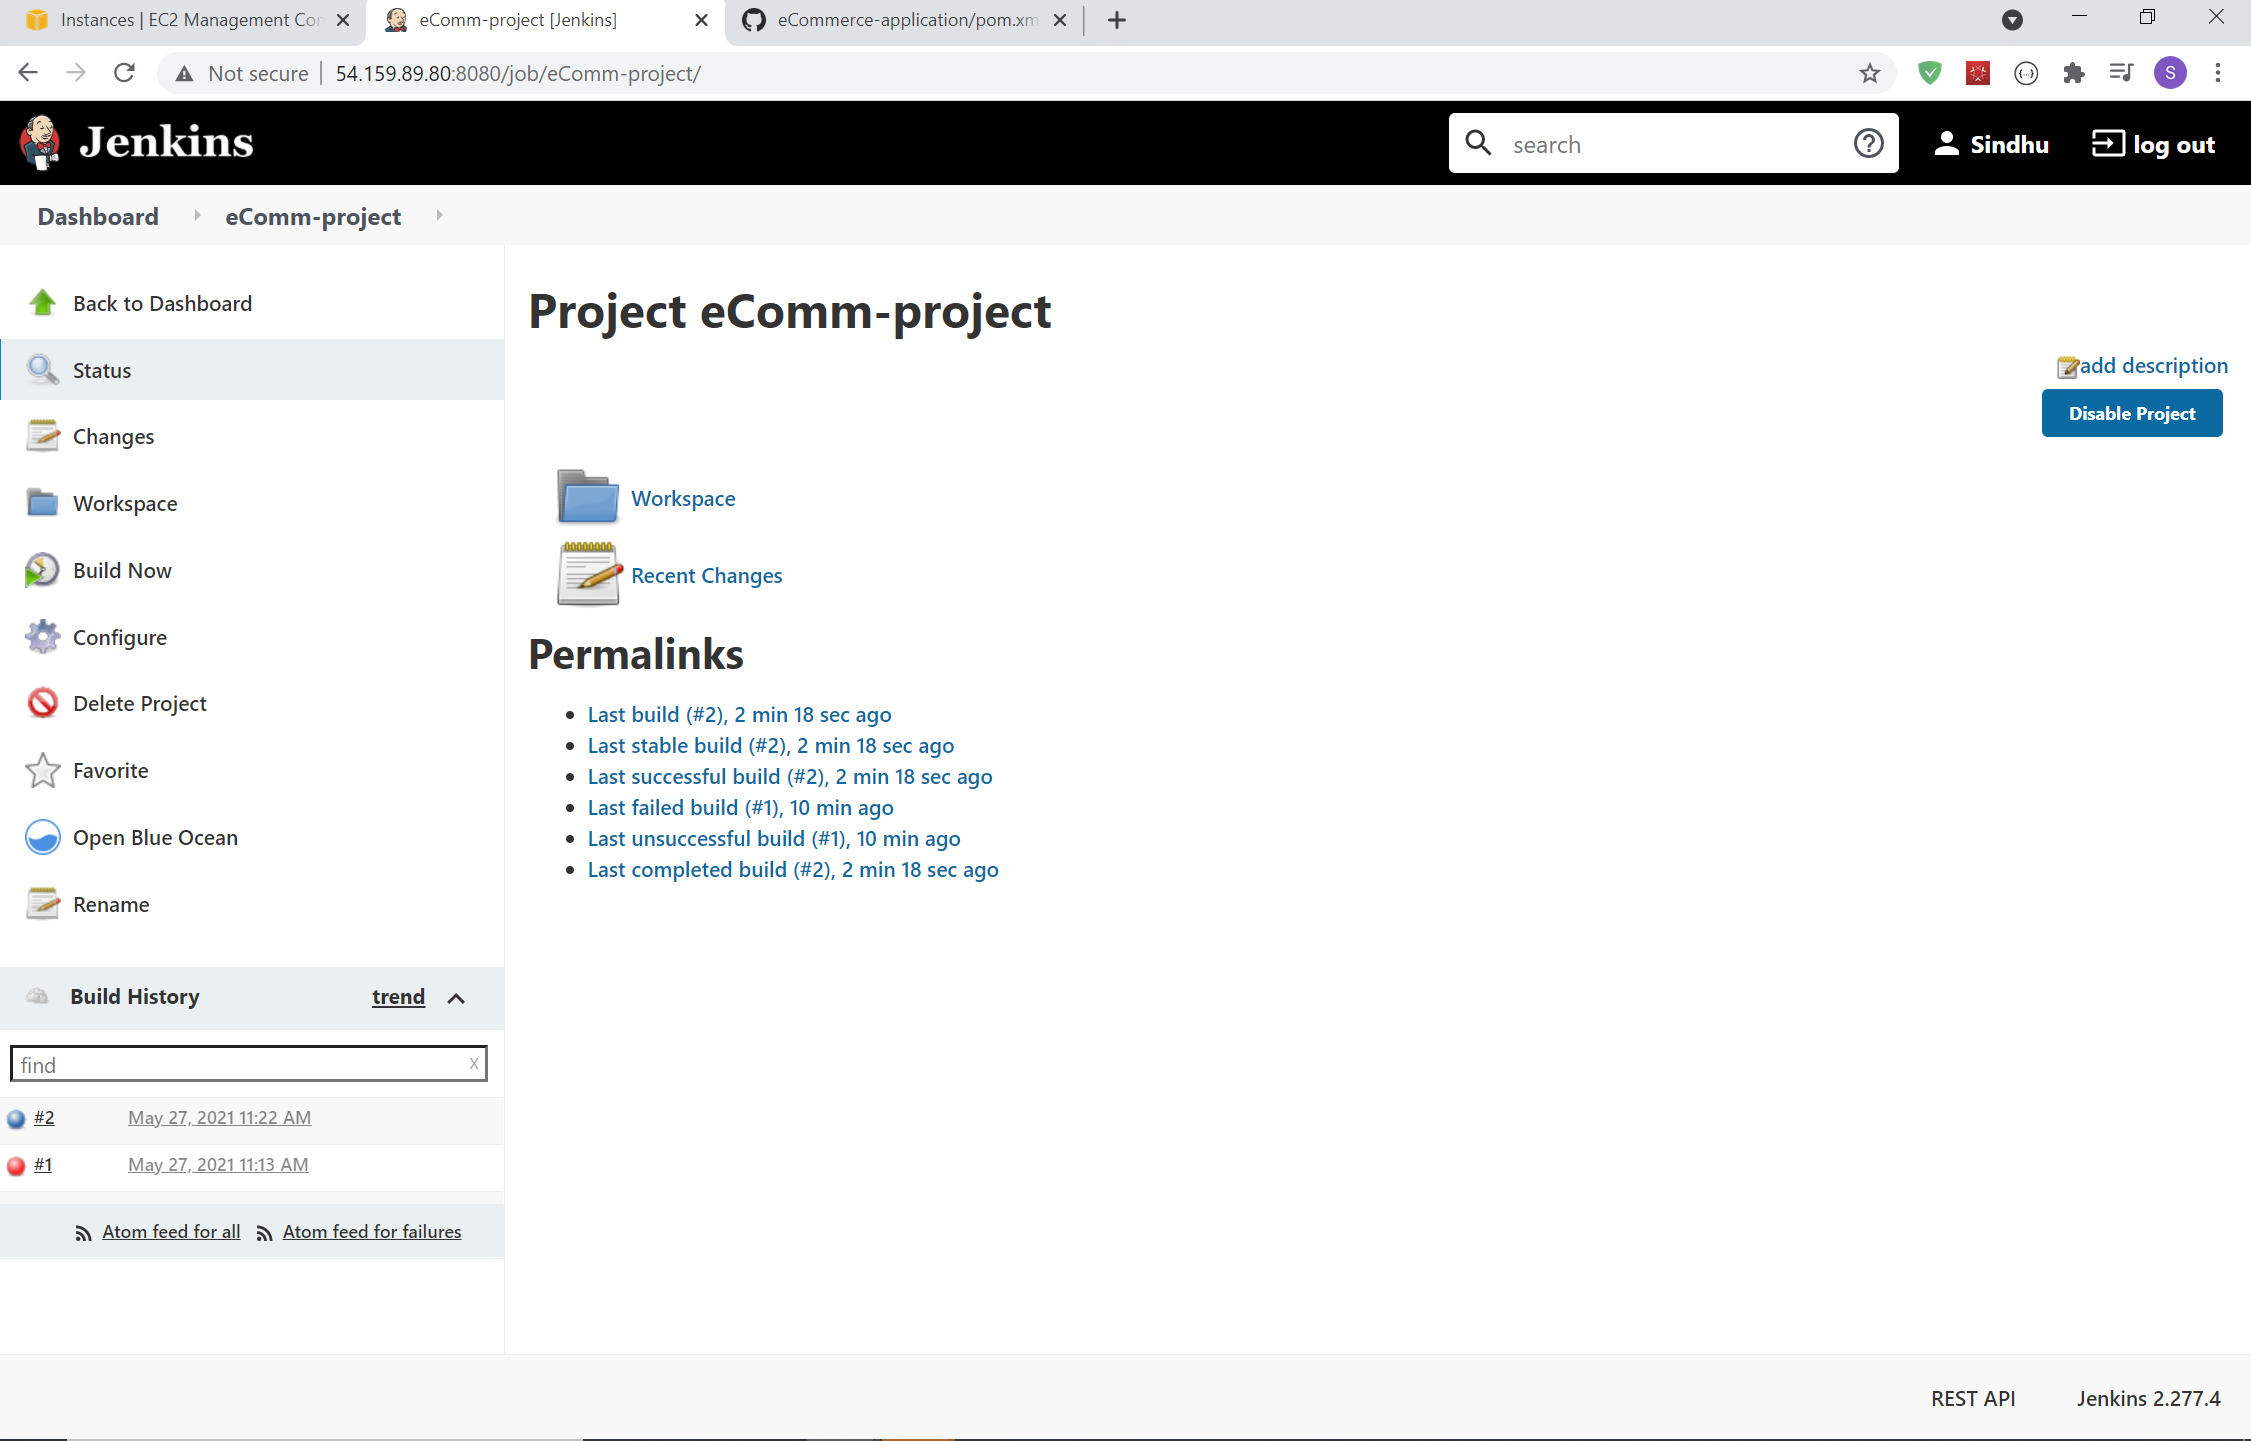 Instances | EC2 Management Con
eComm-project [Jenkins]
eCommerce-application/pom.xm
Not secure
54.159.89.80:8080/job/eComm-project/
S
Jenkins
search
Sindhu
log out
Dashboard
eComm-project
Back to Dashboard
Status
Changes
Workspace
Build Now
Configure
Delete Project
Favorite
Open Blue Ocean
Rename
Build History
trend
find
x
#2
May 27, 2021 11:22 AM
#1
May 27, 2021 11:13 AM
Atom feed for all
Atom feed for failures
Project eComm-project
add description
Disable Project
Workspace
Recent Changes
Permalinks
Last build (#2), 2 min 18 sec ago
Last stable build (#2), 2 min 18 sec ago
Last successful build (#2), 2 min 18 sec ago
Last failed build (#1), 10 min ago
Last unsuccessful build (#1), 10 min ago
Last completed build (#2), 2 min 18 sec ago
REST API
Jenkins 2.277.4